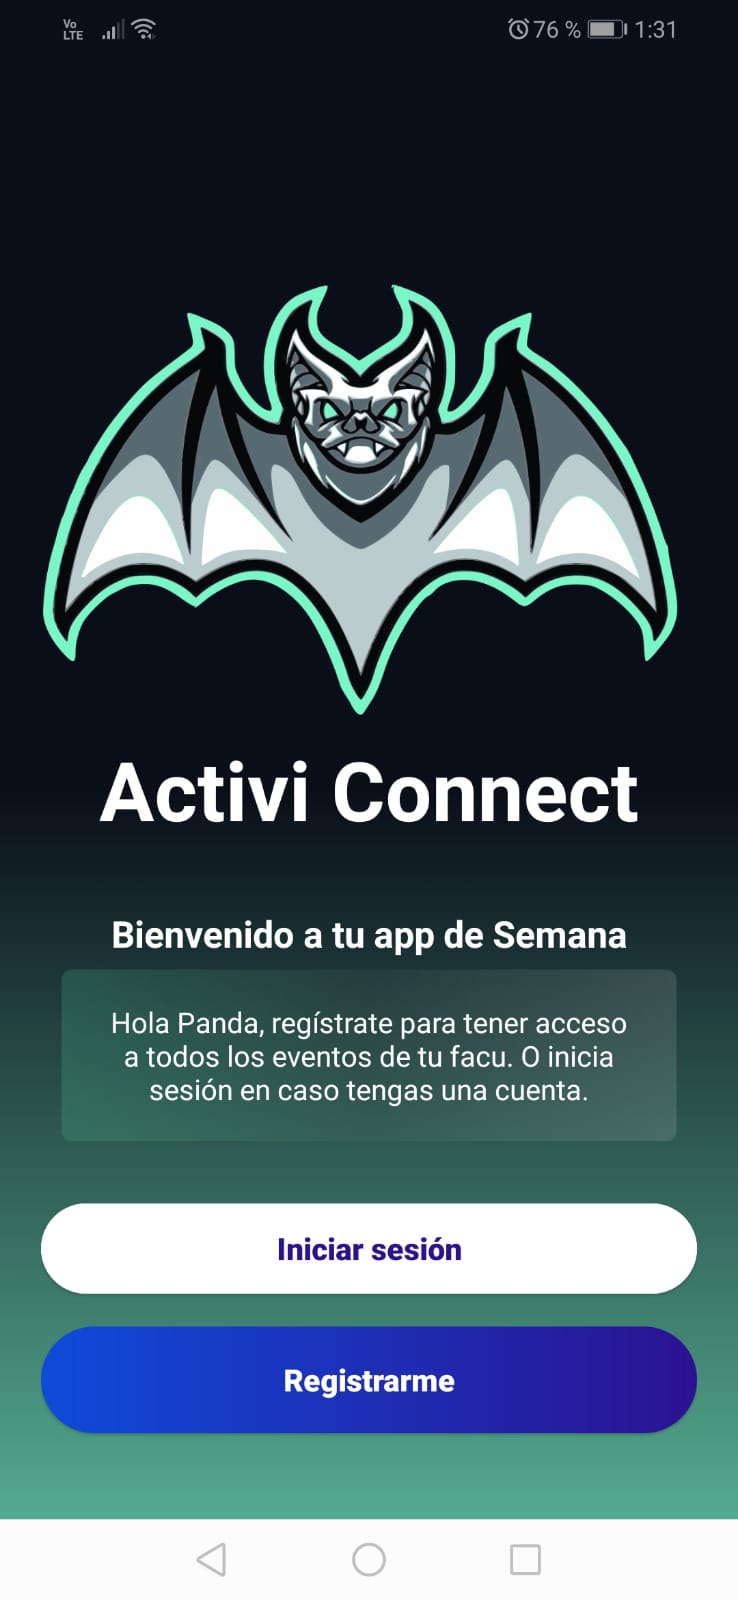 Vo
LTE
76 %
1:31
Activi Connect
Bienvenido a tu app de Semana
Hola Panda, regístrate para tener acceso
a todos los eventos de tu facu. O inicia
sesión en caso tengas una cuenta.
Iniciar sesión
Registrarme